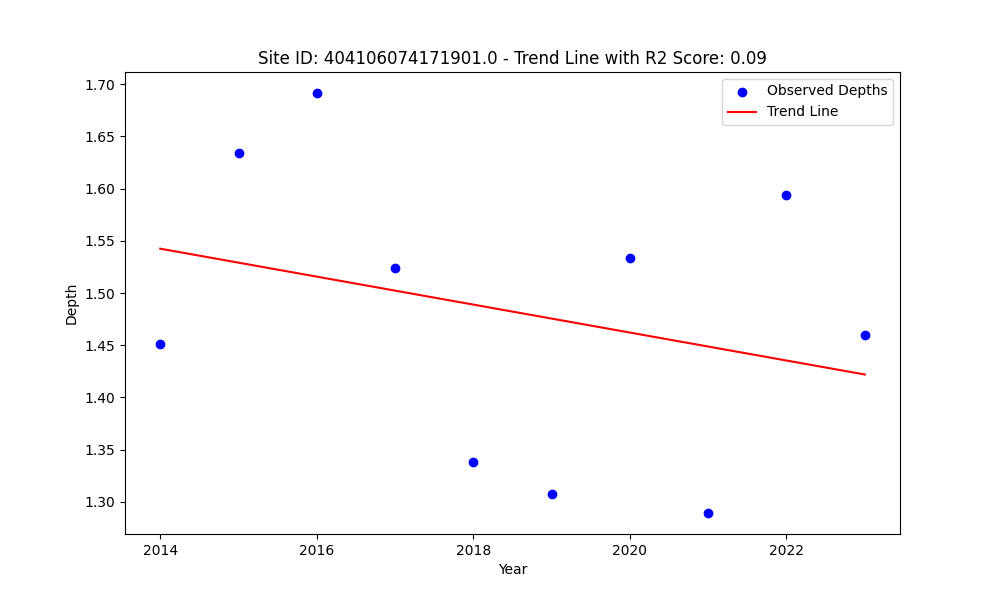 Site ID: 404106074171901.0 - Trend Line with R2 Score: 0.09
Observed Depths
Trend Line
1.70
1.65
1.60
1.55
1.50
1.45
1.40
1.35
1.30
Depth
2014
2016
2018
2020
2022
Year